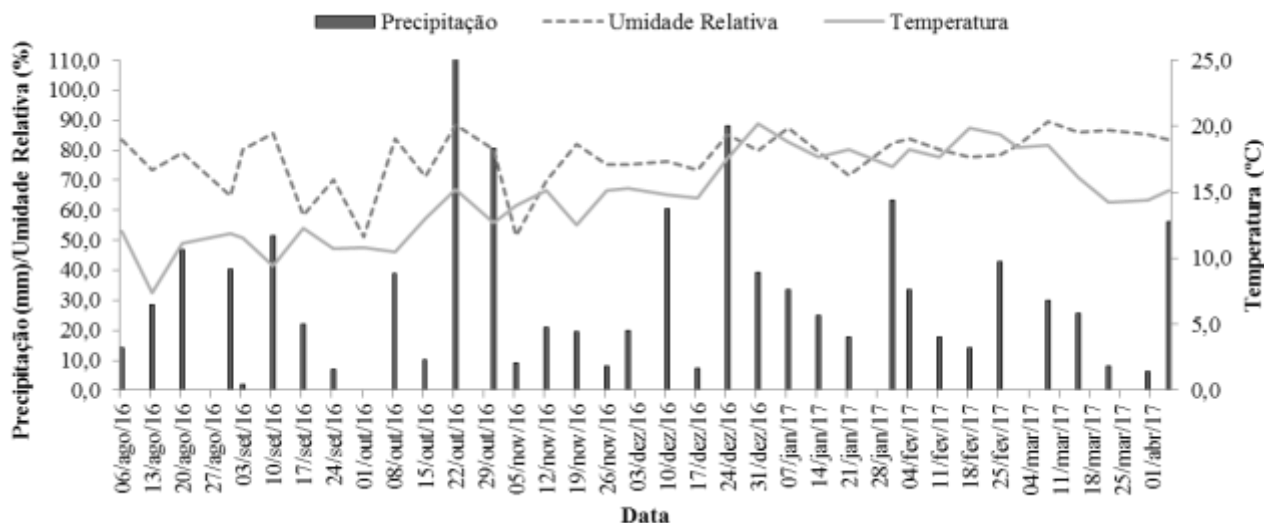 Precipitação Umidade Relativa Temperatura
Precipitação (mm)/Umidade Relativa (%)
110,0
100,0
90,0
80,0
70,0
60,0
50,0
40,0
30,0
20,0
10,0
0,0
25,0
20,0
15,0
10,0
5,0
0,0
Temperatura (ºC)
06/ago/16
13/ago/16
20/ago/16
27/ago/16
03/set/16
10/set/16
17/set/16
24/set/16
01/out/16
08/out/16
15/out/16
22/out/16
29/out/16
05/nov/16
12/nov/16
19/nov/16
26/nov/16
03/dez/16
10/dez/16
17/dez/16
24/dez/16
31/dez/16
07/jan/17
14/jan/17
21/jan/17
28/jan/17
04/fev/17
11/fev/17
18/fev/17
25/fev/17
04/mar/17
11/mar/17
18/mar/17
25/mar/17
01/abr/17
Data